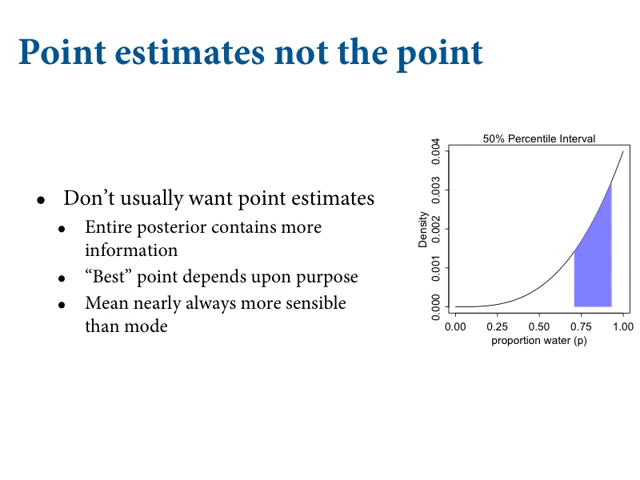 Point estimates not the point
• Don’t usually want point estimates
• Entire posterior contains more
information
• “Best” point depends upon purpose
• Mean nearly always more sensible
than mode
50% Percentile Interval
Density
0.004
0.003
0.002
0.001
0.000
0.00 0.25 0.50 0.75 1.00
proportion water (p)